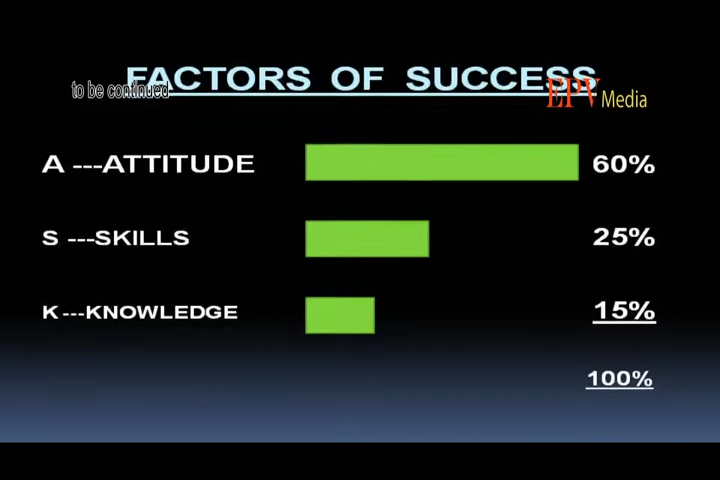 FACTORS OF SUCCESS
to be continued
EPV Media
A ---ATTITUDE 60%
S ---SKILLS 25%
K ---KNOWLEDGE 15%
100%